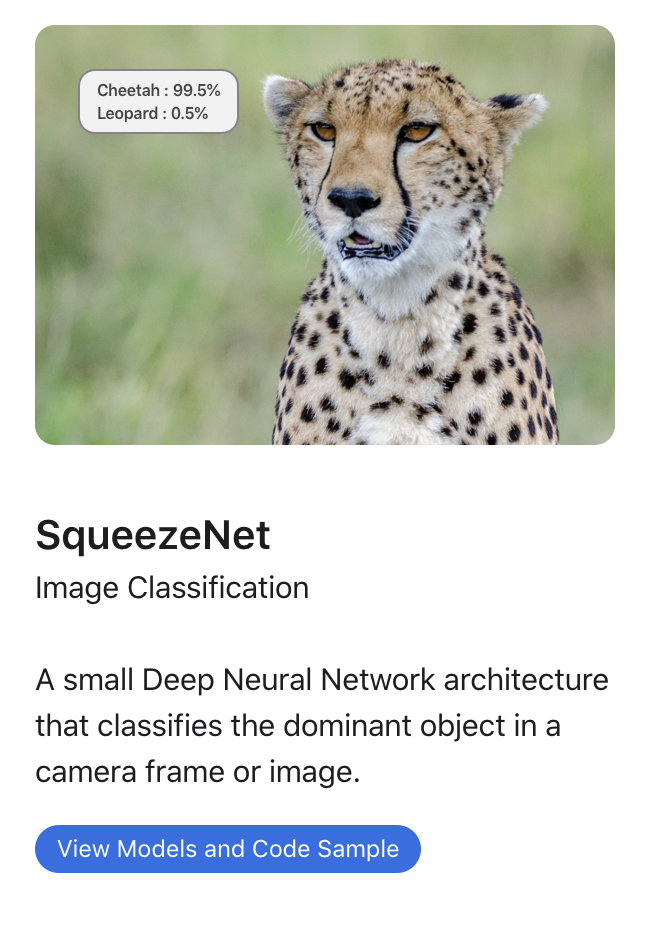 Cheetah : 99.5%
Leopard : 0.5%
SqueezeNet
Image Classification
A small Deep Neural Network architecture
that classifies the dominant object in a
camera frame or image.
View Models and Code Sample